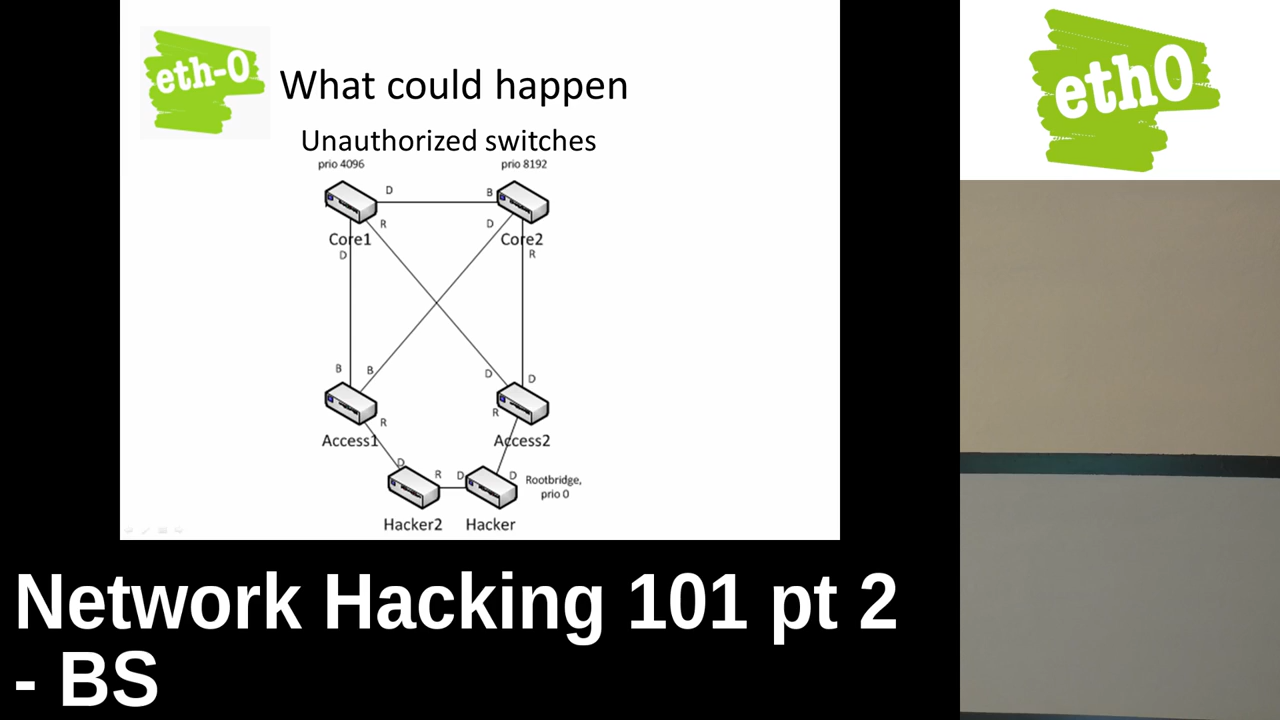 eth-0
What could happen
Unauthorized switches
prio 4096
prio 8192
D
B
R
D
Core1
Core2
D
R
B
B
D
D
R
R
Access1
Access2
D
R
D
D
Rootbridge,
prio 0
Hacker2
Hacker
eth0
Network Hacking 101 pt 2
- BS